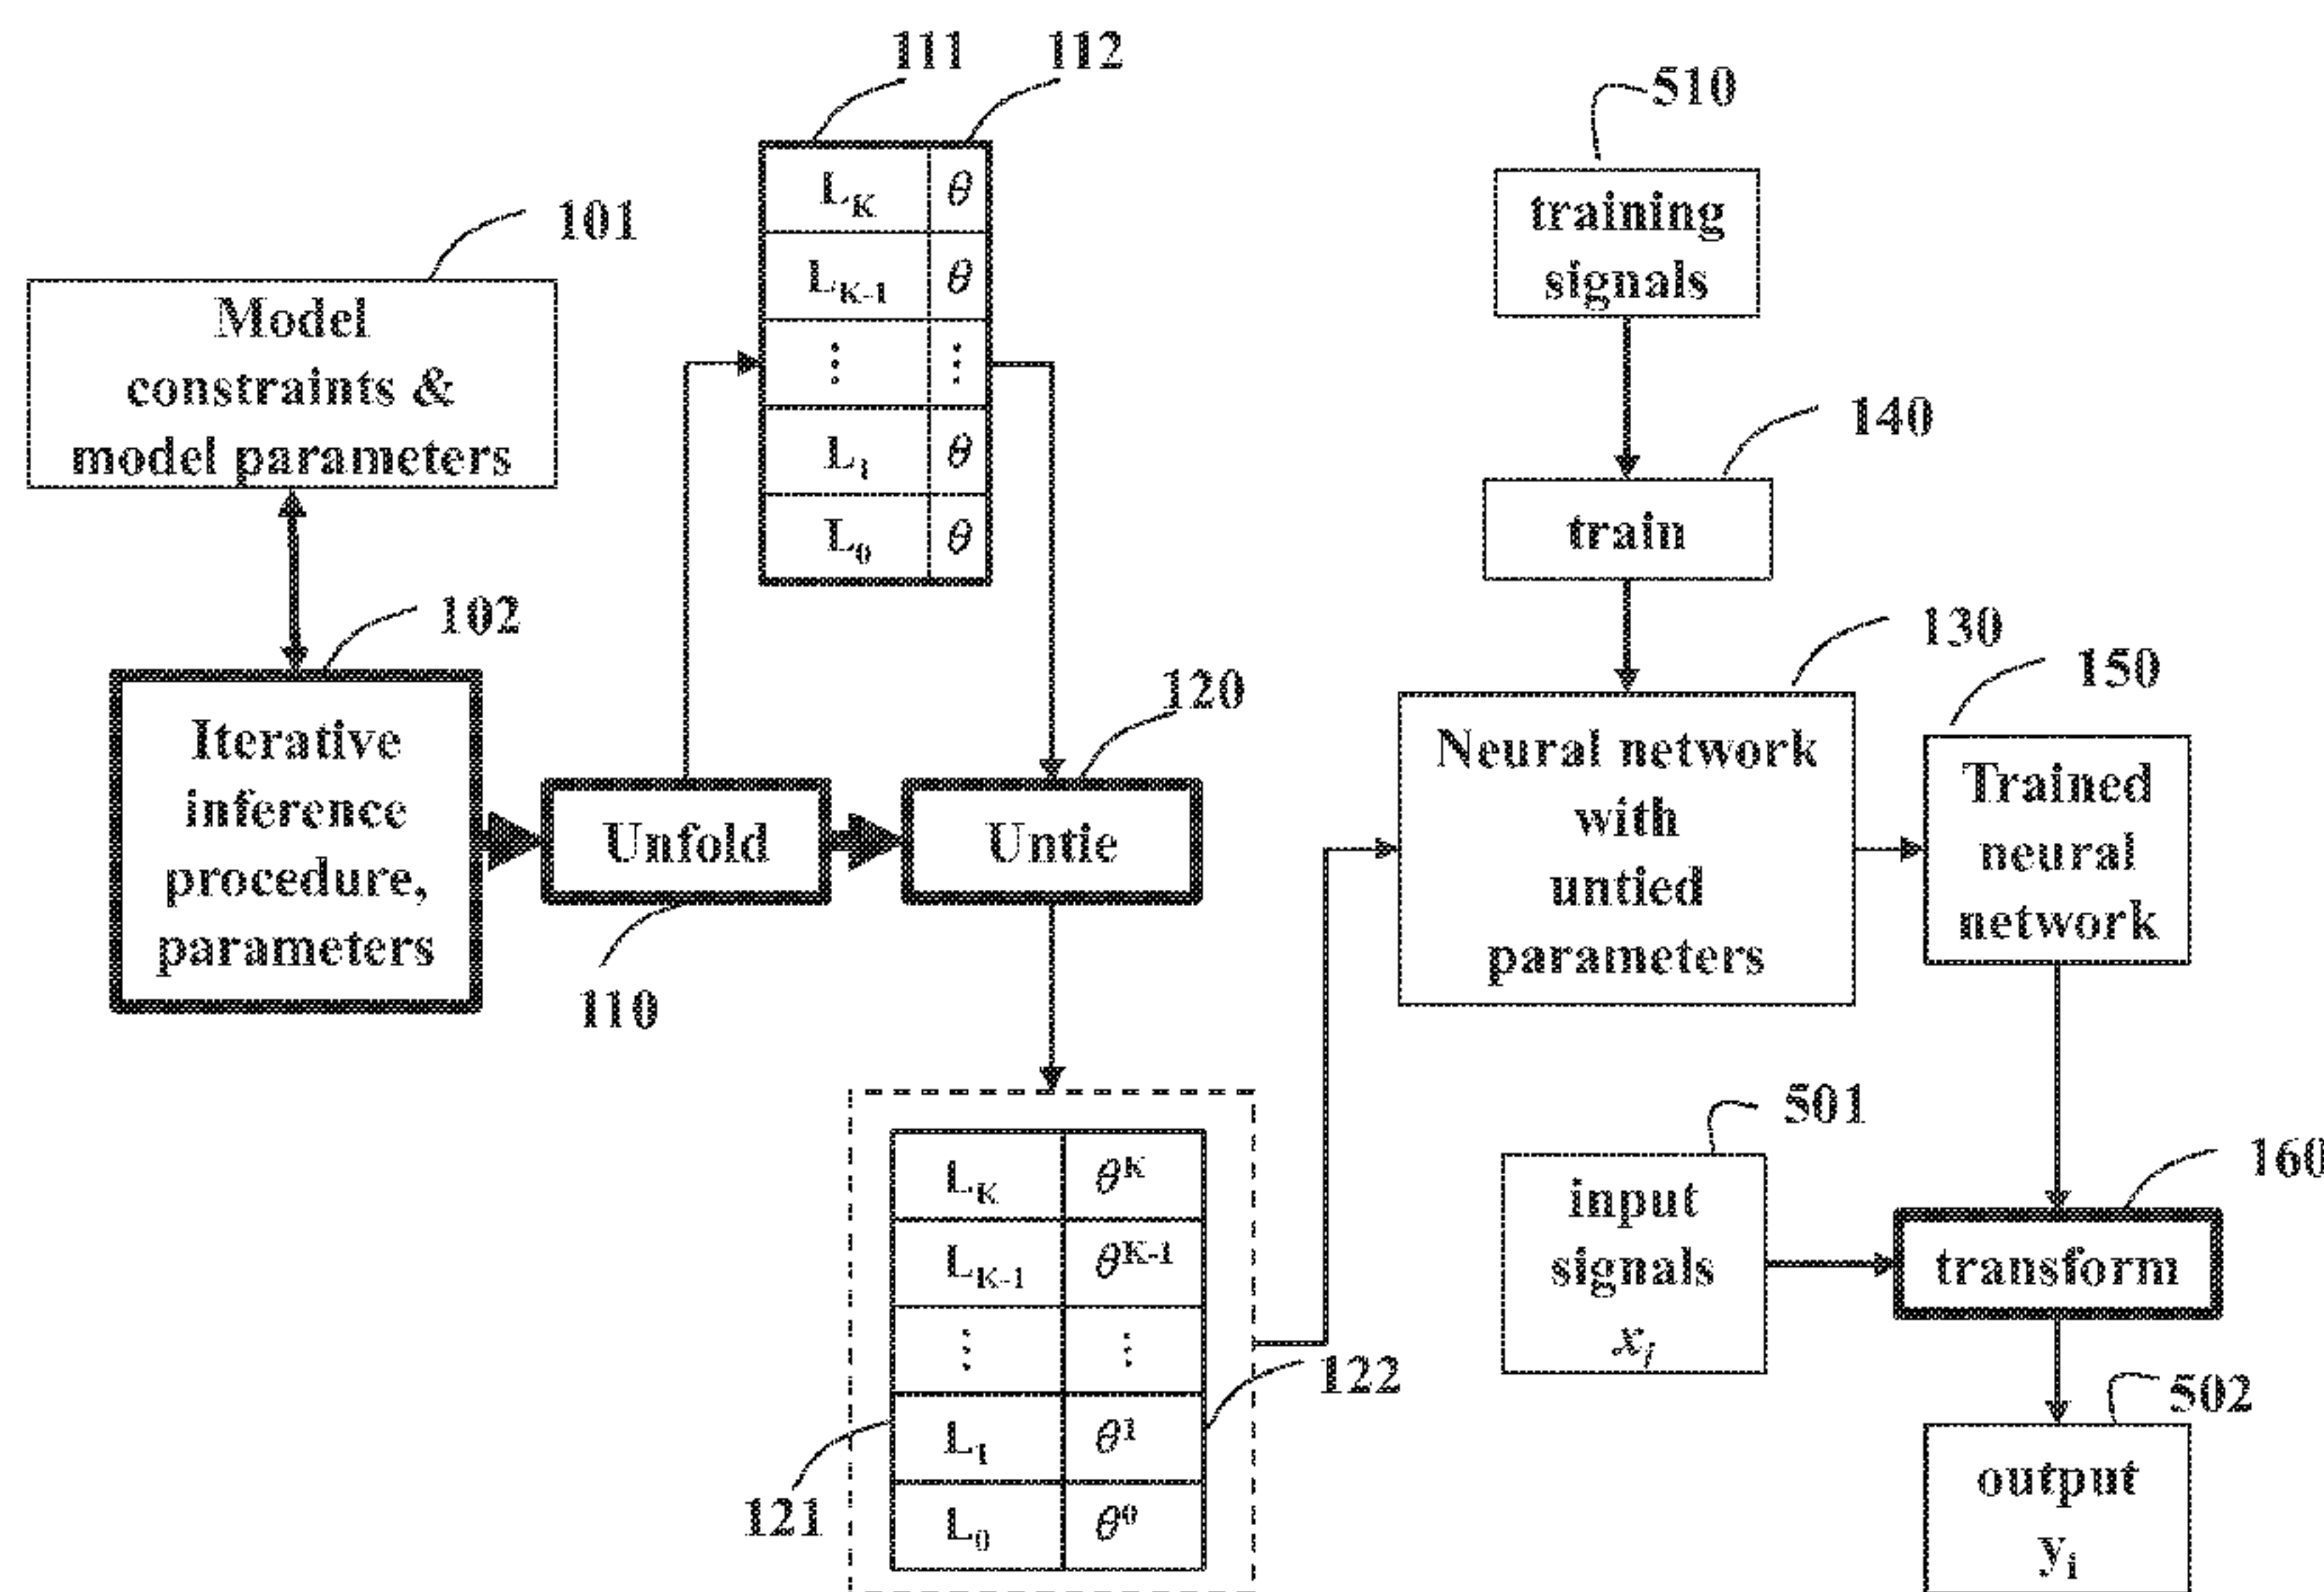 111 112
L_K θ
L_{K-1} θ
⋮ ⋮
L_1 θ
L_0 θ
101
Model
constraints &
model parameters
102
Iterative
inference
procedure,
parameters
Unfold
110
120
Untie
L_K θ^K
L_{K-1} θ^{K-1}
⋮ ⋮
L_1 θ^1
L_0 θ^0
121
122
510
training
signals
140
train
130
Neural network
with
untied
parameters
150
Trained
neural
network
501
input
signals
x_i
160
transform
502
output
y_i